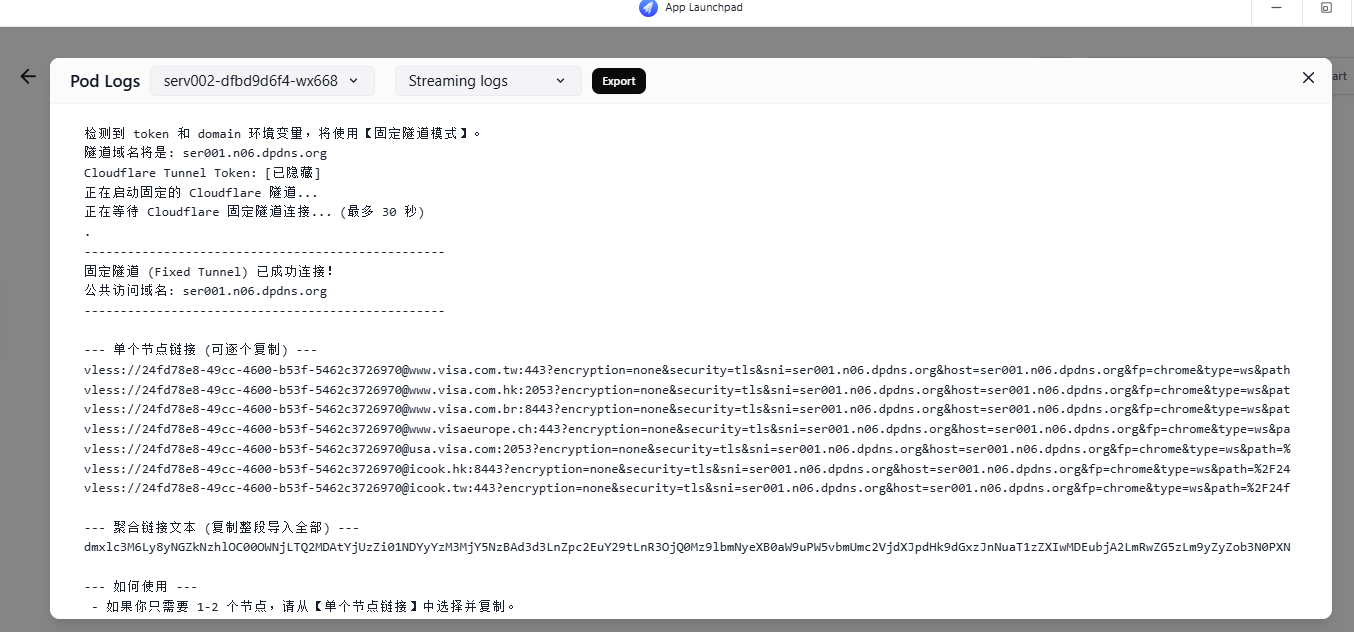 App Launchpad
Pod Logs
serv002-dfbd9d6f4-wx668
Streaming logs
Export
art
检测到 token 和 domain 环境变量，将使用【固定隧道模式】。
隧道域名将是: ser001.n06.dpdns.org
Cloudflare Tunnel Token: [已隐藏]
正在启动固定的 Cloudflare 隧道...
正在等待 Cloudflare 固定隧道连接... (最多 30 秒)
.
--------------------------------------------------
固定隧道 (Fixed Tunnel) 已成功连接!
公共访问域名: ser001.n06.dpdns.org
--------------------------------------------------
--- 单个节点链接 (可逐个复制) ---
vless://24fd78e8-49cc-4600-b53f-5462c3726970@www.visa.com.tw:443?encryption=none&security=tls&sni=ser001.n06.dpdns.org&host=ser001.n06.dpdns.org&fp=chrome&type=ws&path
vless://24fd78e8-49cc-4600-b53f-5462c3726970@www.visa.com.hk:2053?encryption=none&security=tls&sni=ser001.n06.dpdns.org&host=ser001.n06.dpdns.org&fp=chrome&type=ws&pat
vless://24fd78e8-49cc-4600-b53f-5462c3726970@www.visa.com.br:8443?encryption=none&security=tls&sni=ser001.n06.dpdns.org&host=ser001.n06.dpdns.org&fp=chrome&type=ws&pat
vless://24fd78e8-49cc-4600-b53f-5462c3726970@www.visaeurope.ch:443?encryption=none&security=tls&sni=ser001.n06.dpdns.org&host=ser001.n06.dpdns.org&fp=chrome&type=ws&pa
vless://24fd78e8-49cc-4600-b53f-5462c3726970@usa.visa.com:2053?encryption=none&security=tls&sni=ser001.n06.dpdns.org&host=ser001.n06.dpdns.org&fp=chrome&type=ws&path=%
vless://24fd78e8-49cc-4600-b53f-5462c3726970@icook.hk:8443?encryption=none&security=tls&sni=ser001.n06.dpdns.org&host=ser001.n06.dpdns.org&fp=chrome&type=ws&path=%2F24
vless://24fd78e8-49cc-4600-b53f-5462c3726970@icook.tw:443?encryption=none&security=tls&sni=ser001.n06.dpdns.org&host=ser001.n06.dpdns.org&fp=chrome&type=ws&path=%2F24f
--- 聚合链接文本 (复制整段导入全部) ---
dmxlc3M6Ly8yNGZkNzhlOC00OWNjLTQ2MDAtYjUzZi01NDYyYzM3MjY5NzBAd3d3LnZpc2EuY29tLnR3OjQ0Mz9lbmNyeXB0aW9uPW5vbmUmc2VjdXJpdHk9dGxzJnNuaT1zZXIwMDEubjA2LmRwZG5zLm9yZyZob3N0PXN
--- 如何使用 ---
- 如果你只需要 1-2 个节点，请从【单个节点链接】中选择并复制。